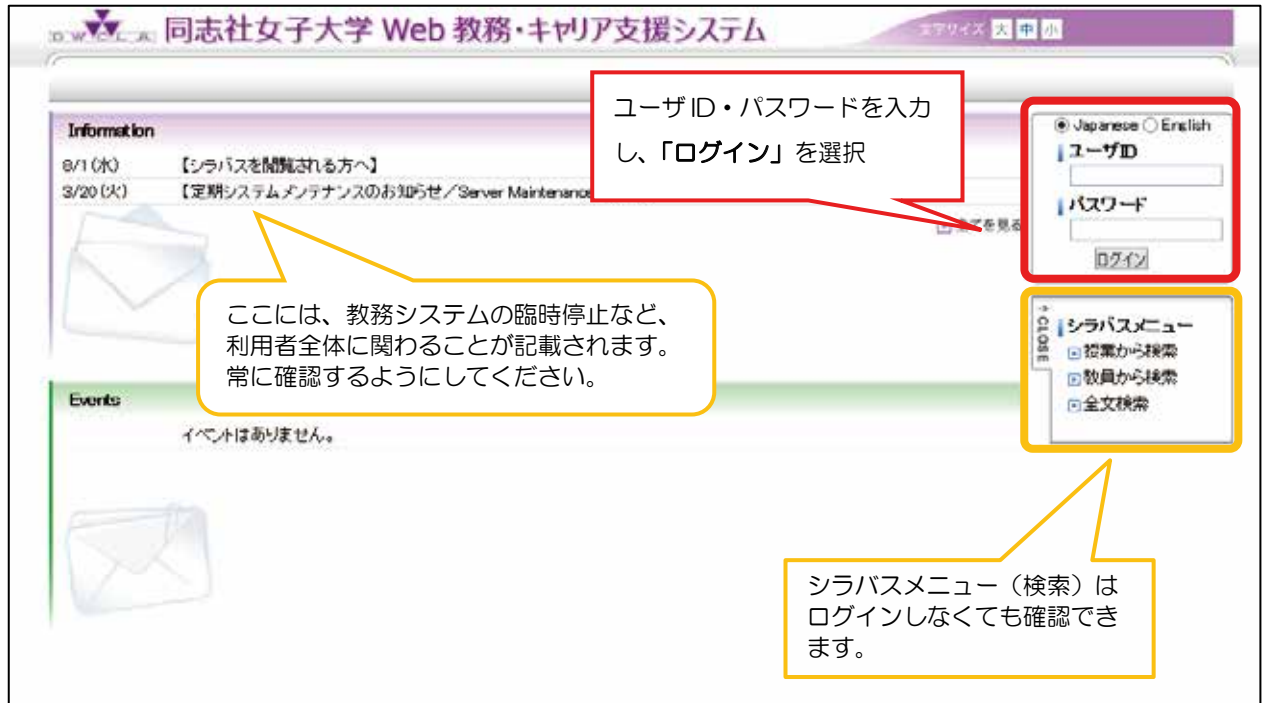 D W C L A 同志社女子大学 Web 教務・キャリア支援システム
文字サイズ 大 中 小
ユーザID・パスワードを入力
し、「ログイン」を選択
Information
8/1(水) 【シラバスを閲覧される方へ】
3/20(火) 【定期システムメンテナンスのお知らせ/Server Maintenance
全てを見る
Japanese English
ユーザID
パスワード
ログイン
ここには、教務システムの臨時停止など、
利用者全体に関わることが記載されます。
常に確認するようにしてください。
CLOSE
シラバスメニュー
授業から検索
教員から検索
全文検索
Events
イベントはありません。
シラバスメニュー(検索)は
ログインしなくても確認でき
ます。